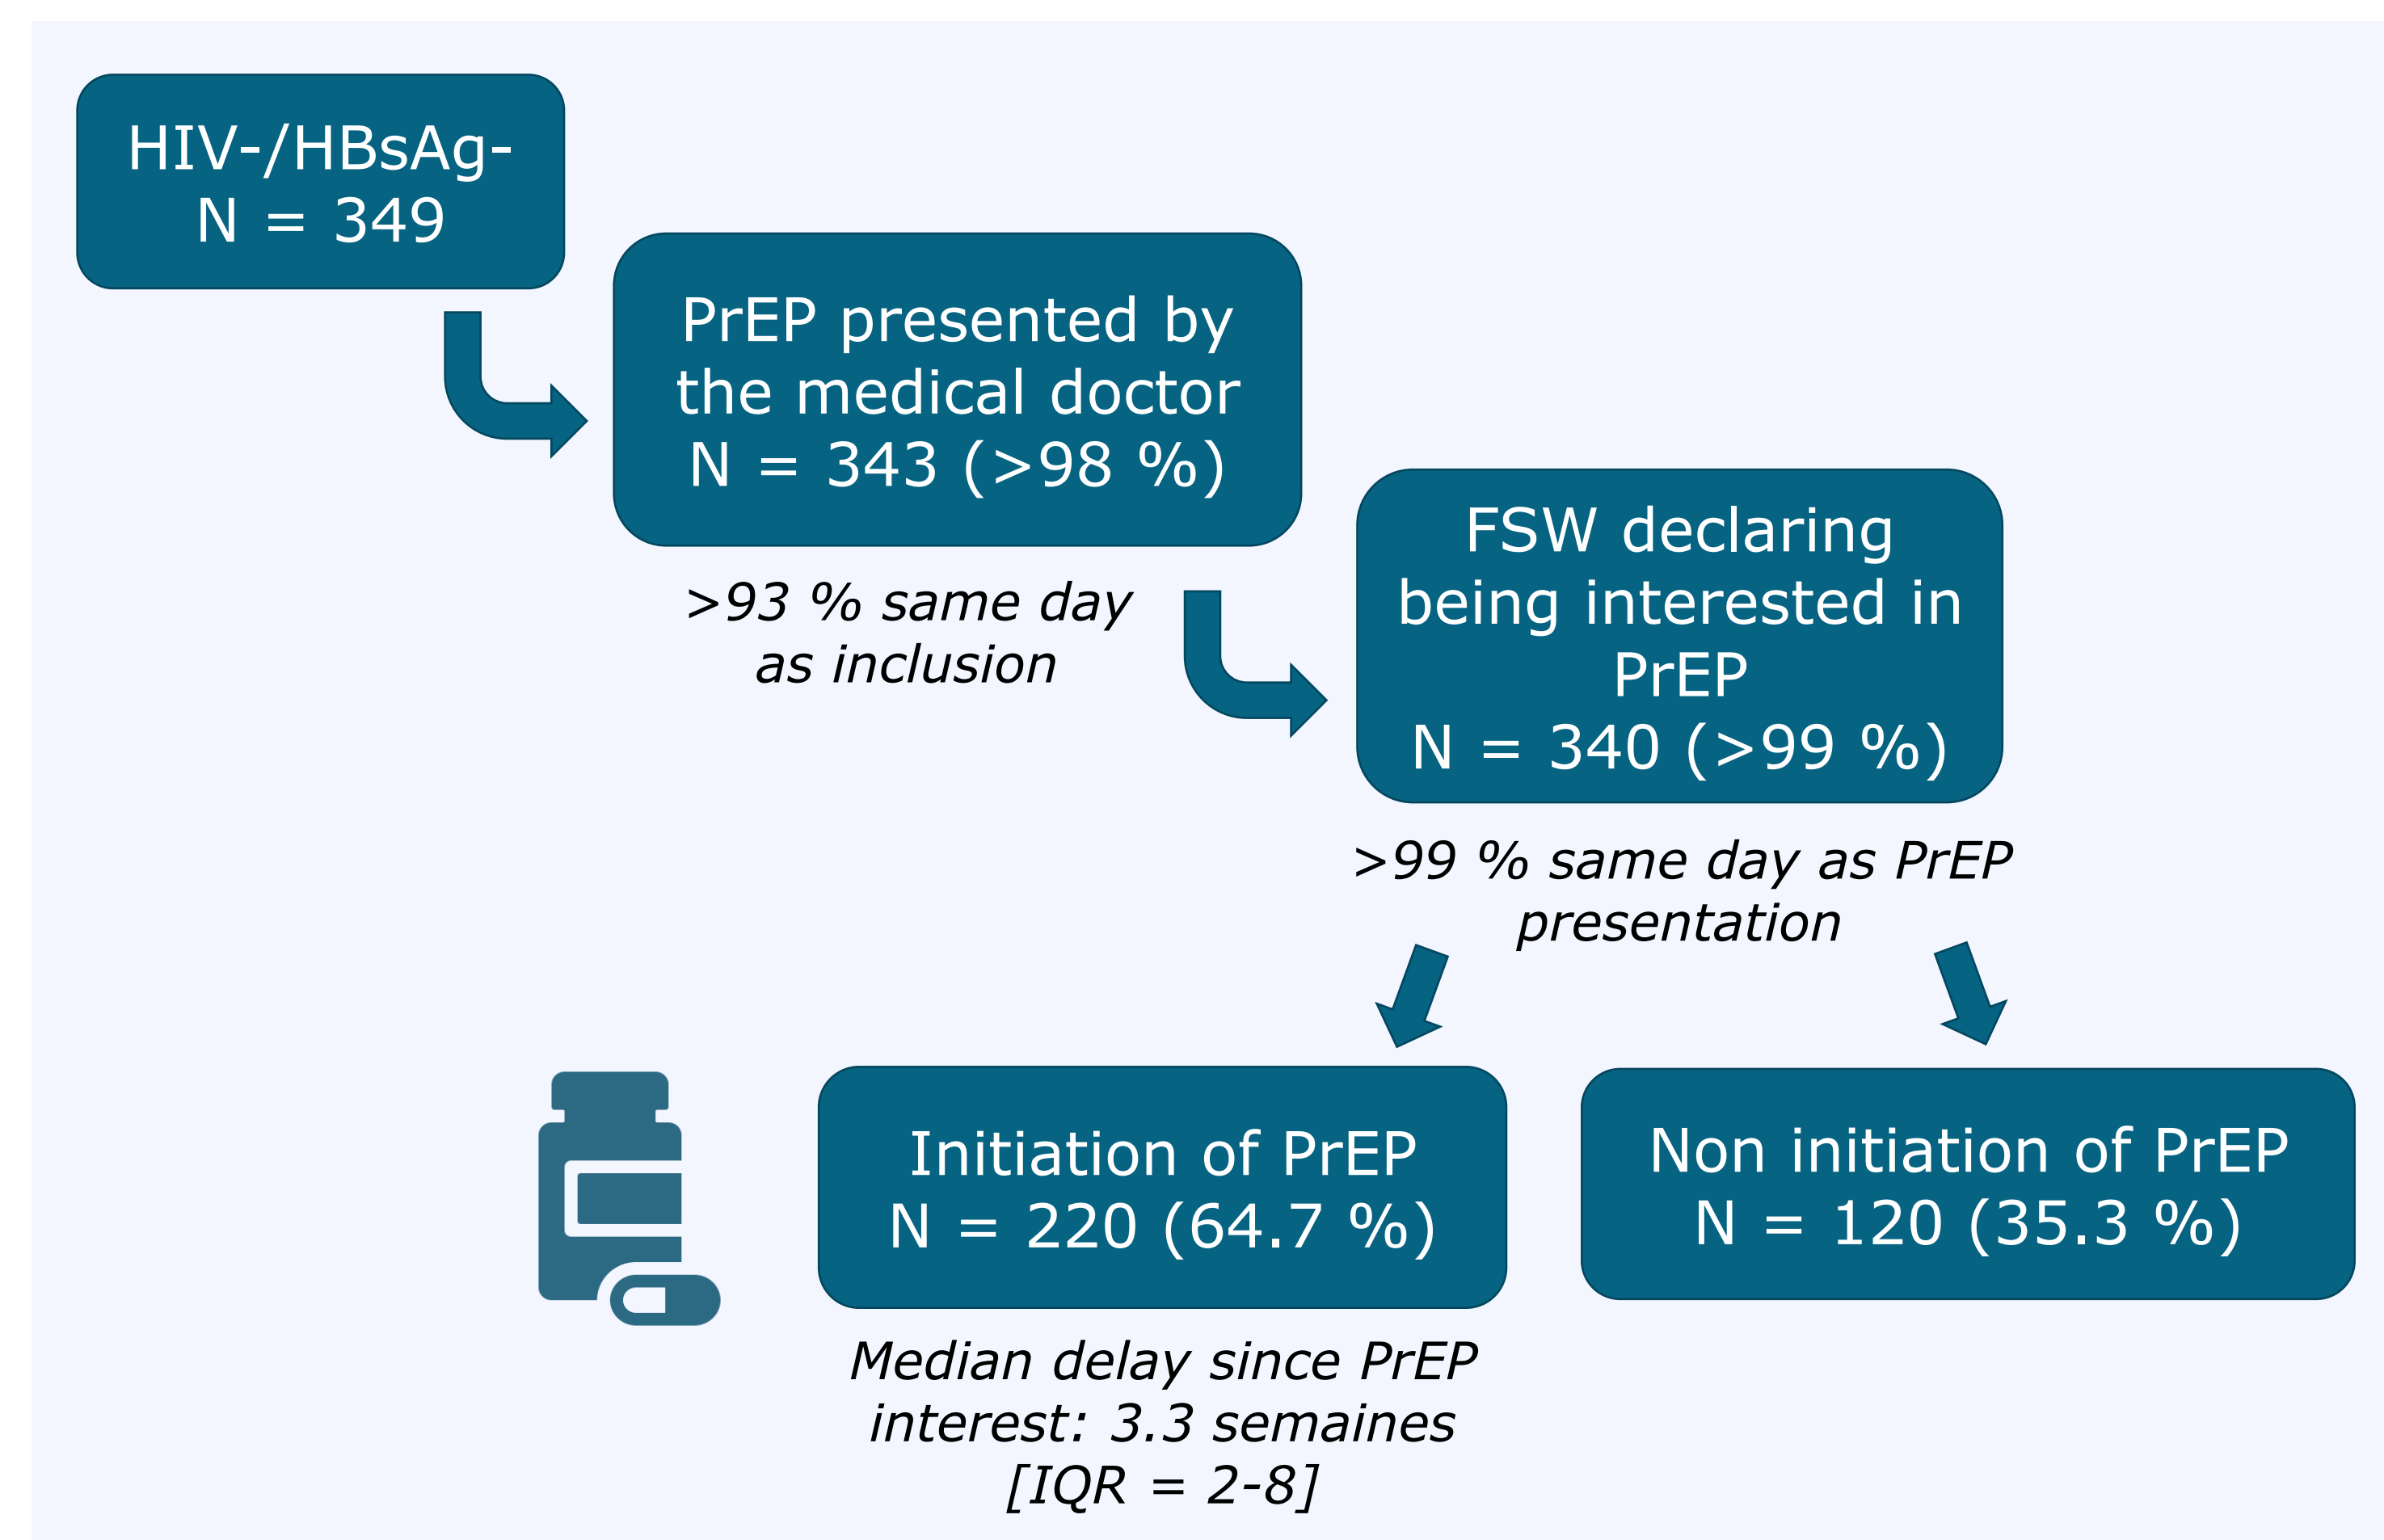 HIV-/HBsAg-
N = 349
PrEP presented by
the medical doctor
N = 343 (>98 %)
>93 % same day
as inclusion
FSW declaring
being interested in
PrEP
N = 340 (>99 %)
>99 % same day as PrEP
presentation
Initiation of PrEP
N = 220 (64.7 %)
Non initiation of PrEP
N = 120 (35.3 %)
Median delay since PrEP
interest: 3.3 semaines
[IQR = 2-8]